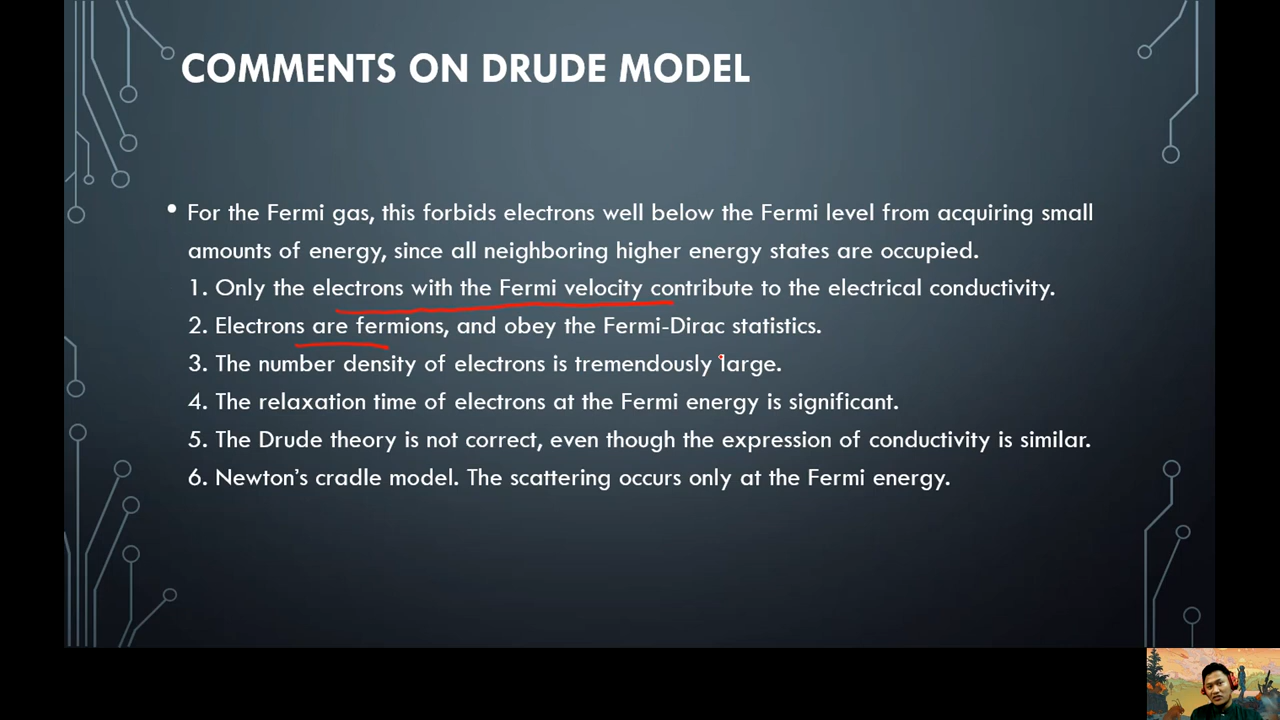 COMMENTS ON DRUDE MODEL
• For the Fermi gas, this forbids electrons well below the Fermi level from acquiring small
amounts of energy, since all neighboring higher energy states are occupied.
1. Only the electrons with the Fermi velocity contribute to the electrical conductivity.
2. Electrons are fermions, and obey the Fermi-Dirac statistics.
3. The number density of electrons is tremendously large.
4. The relaxation time of electrons at the Fermi energy is significant.
5. The Drude theory is not correct, even though the expression of conductivity is similar.
6. Newton's cradle model. The scattering occurs only at the Fermi energy.